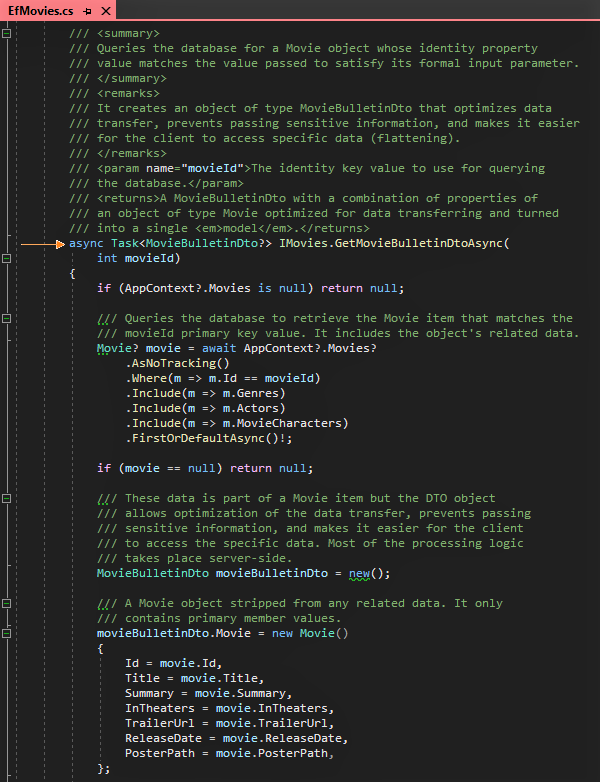 EfMovies.cs
/// <summary>
/// Queries the database for a Movie object whose identity property
/// value matches the value passed to satisfy its formal input parameter.
/// </summary>
/// <remarks>
/// It creates an object of type MovieBulletinDto that optimizes data
/// transfer, prevents passing sensitive information, and makes it easier
/// for the client to access specific data (flattening).
/// </remarks>
/// <param name="movieId">The identity key value to use for querying
/// the database.</param>
/// <returns>A MovieBulletinDto with a combination of properties of
/// an object of type Movie optimized for data transferring and turned
/// into a single <em>model</em>.</returns>
async Task<MovieBulletinDto?> IMovies.GetMovieBulletinDtoAsync(
int movieId)
{
if (AppContext?.Movies is null) return null;
/// Queries the database to retrieve the Movie item that matches the
/// movieId primary key value. It includes the object's related data.
Movie? movie = await AppContext?.Movies?
.AsNoTracking()
.Where(m => m.Id == movieId)
.Include(m => m.Genres)
.Include(m => m.Actors)
.Include(m => m.MovieCharacters)
.FirstOrDefaultAsync()!;
if (movie == null) return null;
/// These data is part of a Movie item but the DTO object
/// allows optimization of the data transfer, prevents passing
/// sensitive information, and makes it easier for the client
/// to access the specific data. Most of the processing logic
/// takes place server-side.
MovieBulletinDto movieBulletinDto = new();
/// A Movie object stripped from any related data. It only
/// contains primary member values.
movieBulletinDto.Movie = new Movie()
{
Id = movie.Id,
Title = movie.Title,
Summary = movie.Summary,
InTheaters = movie.InTheaters,
TrailerUrl = movie.TrailerUrl,
ReleaseDate = movie.ReleaseDate,
PosterPath = movie.PosterPath,
};